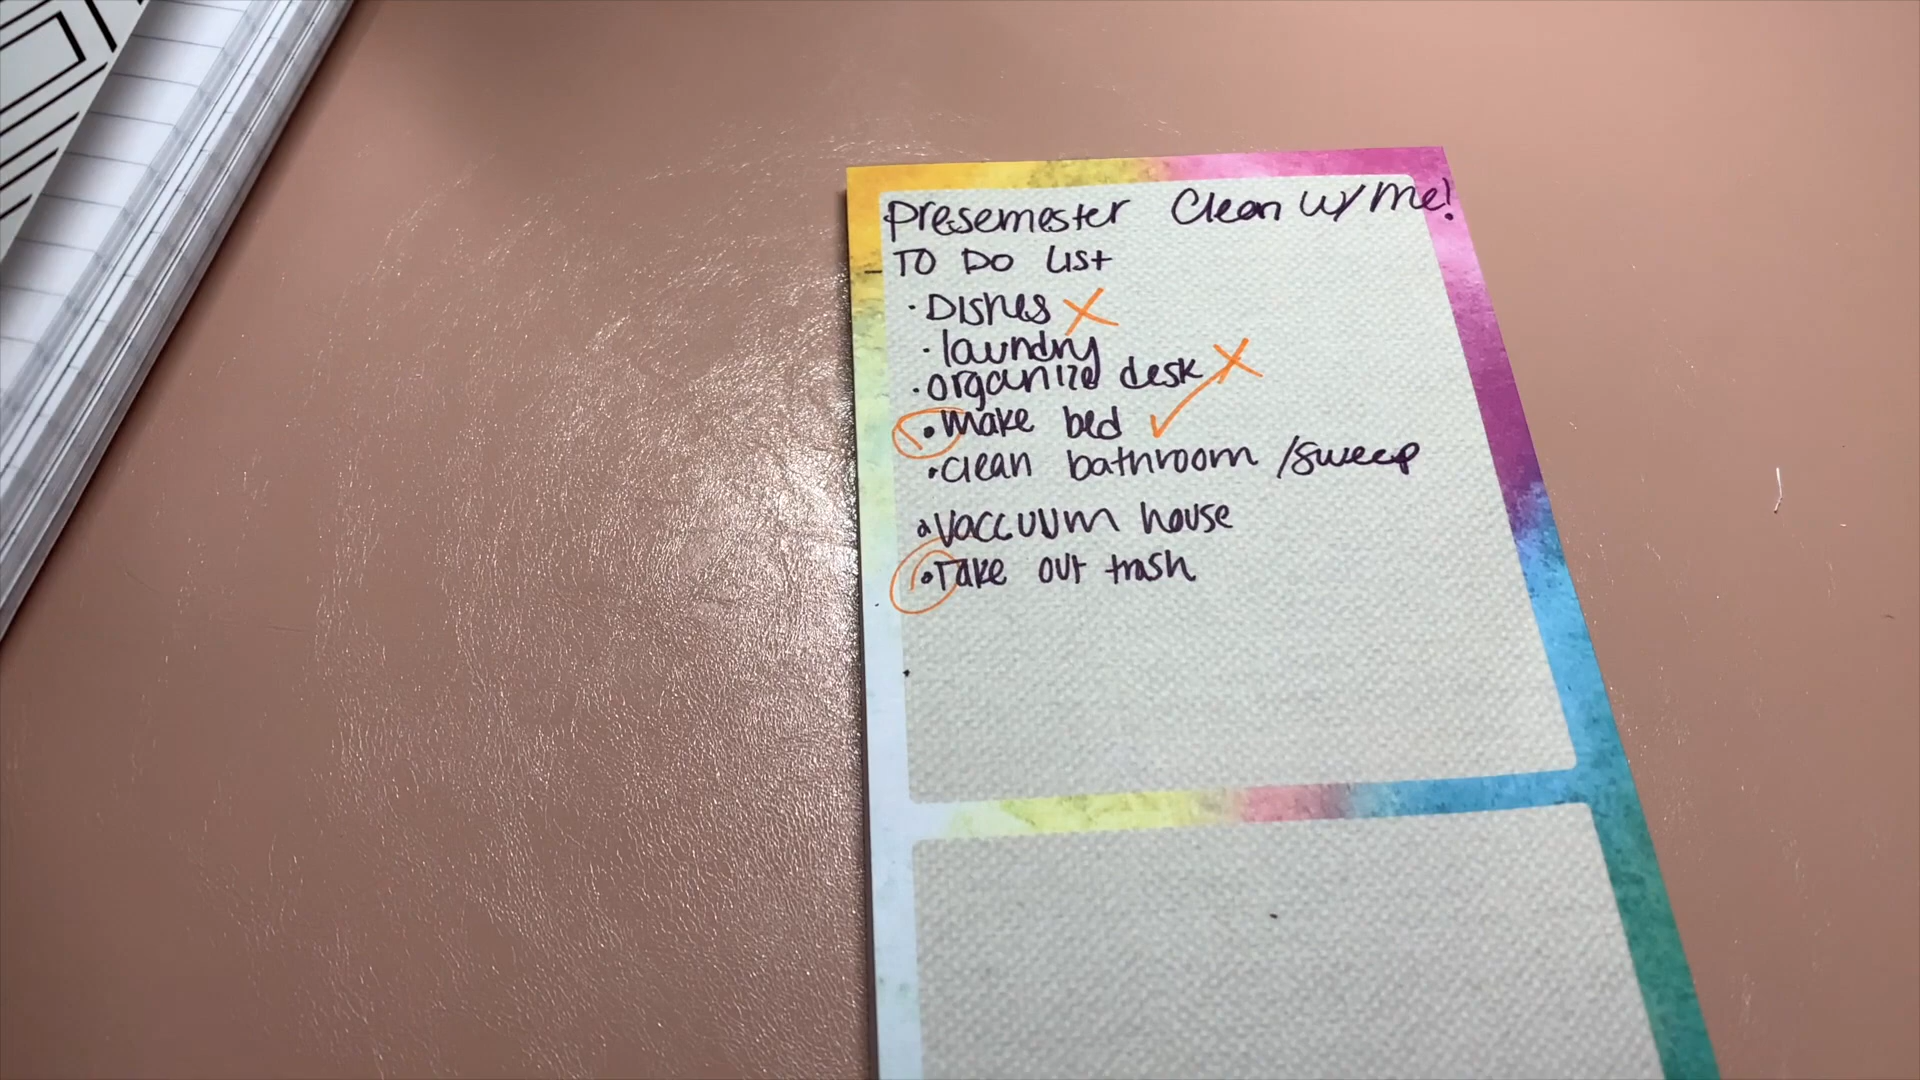 Presemester Clean w/ me!
TO DO LIST
· Dishes X
· laundry
· organize desk X
• make bed ✓
• clean bathroom /sweep
• Vaccuum house
• Take out trash